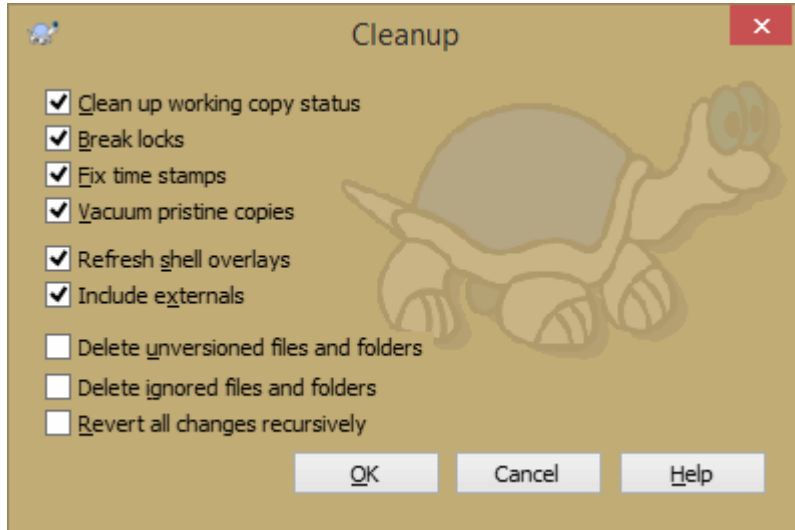 Cleanup
Clean up working copy status
Break locks
Fix time stamps
Vacuum pristine copies
Refresh shell overlays
Include externals
Delete unversioned files and folders
Delete ignored files and folders
Revert all changes recursively
OK Cancel Help